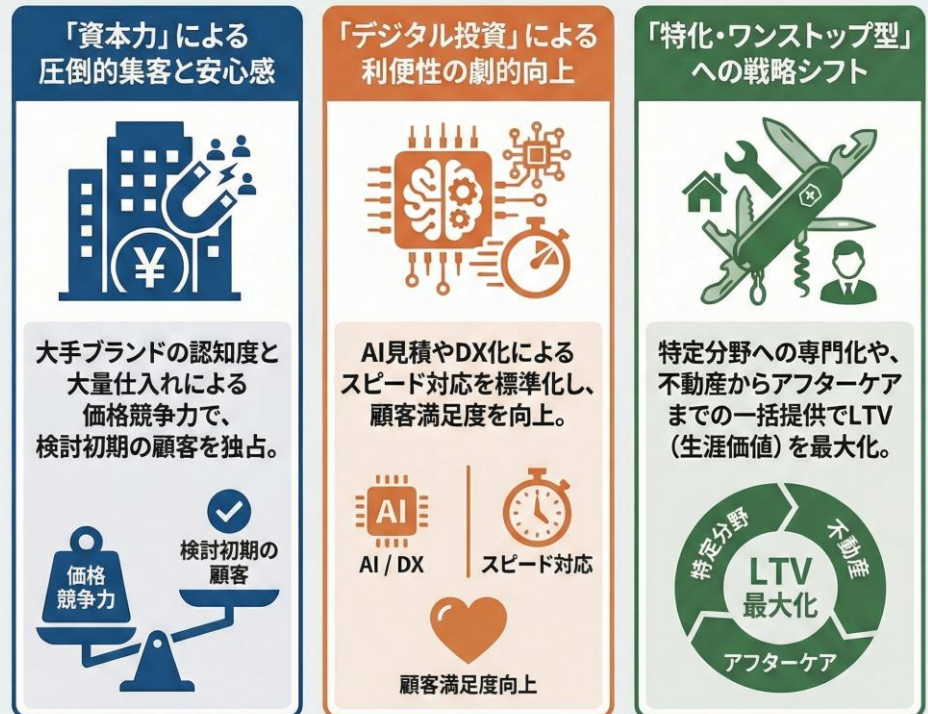 「資本力」による
圧倒的集客と安心感
¥
大手ブランドの認知度と
大量仕入れによる
価格競争力で、
検討初期の顧客を独占。
価格
競争力
検討初期の
顧客
「デジタル投資」による
利便性の劇的向上
AI見積やDX化による
スピード対応を標準化し、
顧客満足度を向上。
AI
AI / DX
スピード対応
顧客満足度向上
「特化・ワンストップ型」
への戦略シフト
特定分野への専門化や、
不動産からアフターケア
までの一括提供でLTV
（生涯価値）を最大化。
特定分野
不動産
LTV
最大化
アフターケア